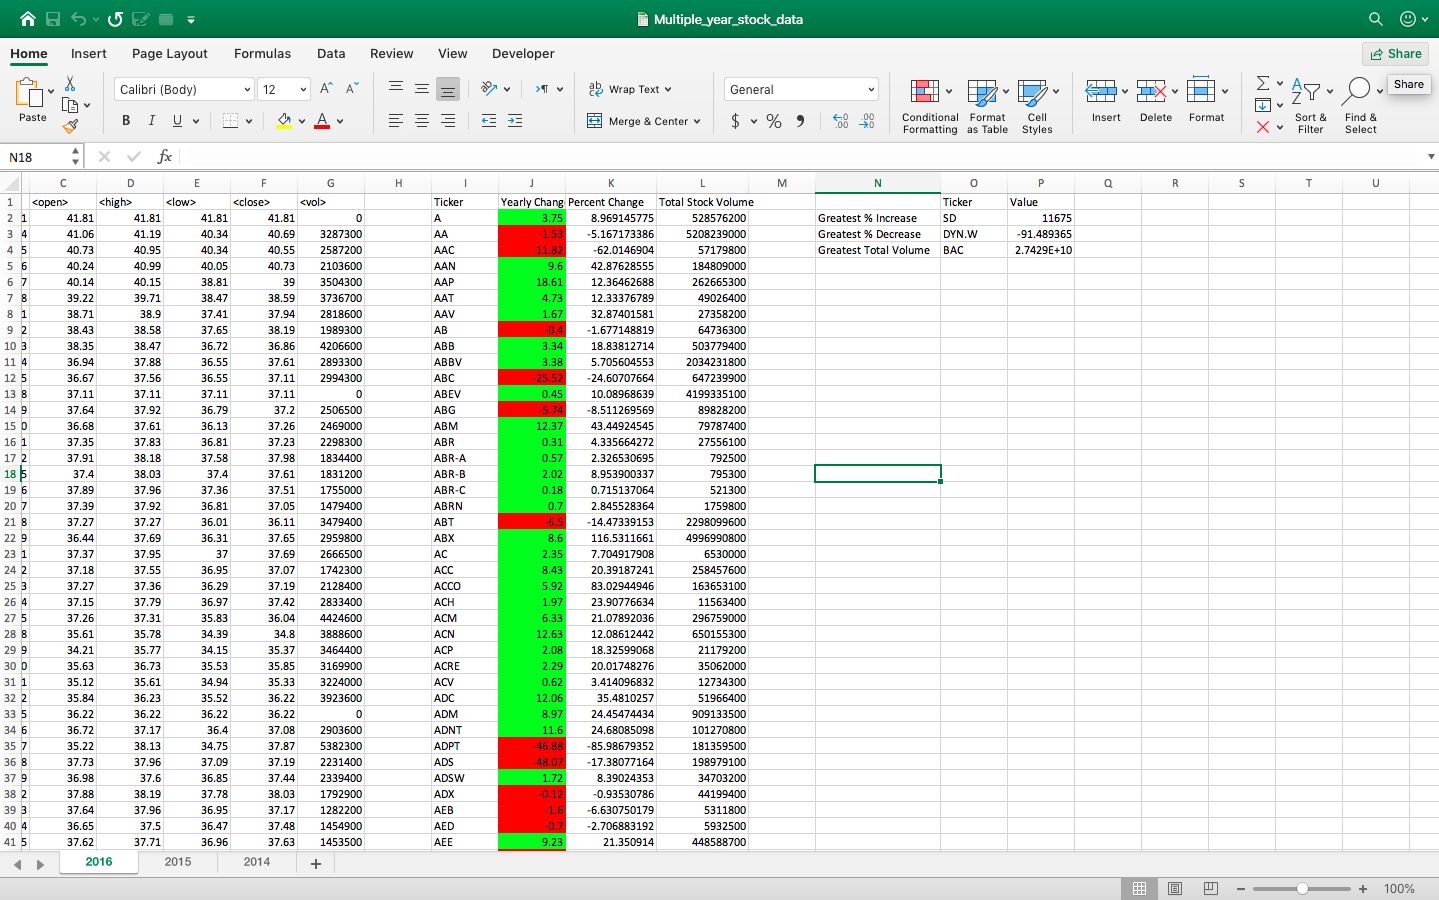 Multiple_year_stock_data
Home Insert Page Layout Formulas Data Review View Developer Share
Paste Calibri (Body) 12 A A Wrap Text General Conditional Formatting Format as Table Cell Styles Insert Delete Format Sort & Filter Find & Select Share
B I U A Merge & Center $ % 9 .00 .00
N18 fx
C D E F G H I J K L M N O P Q R S T U
1 <open> <high> <low> <close> <vol> Ticker Yearly Chang Percent Change Total Stock Volume Ticker Value
2 1 41.81 41.81 41.81 41.81 0 A 3.75 8.969145775 528576200 Greatest % Increase SD 11675
3 4 41.06 41.19 40.34 40.69 3287300 AA -1.53 -5.167173386 5208239000 Greatest % Decrease DYN.W -91.489365
4 5 40.73 40.95 40.34 40.55 2587200 AAC -11.82 -62.0146904 57179800 Greatest Total Volume BAC 2.7429E+10
5 6 40.24 40.99 40.05 40.73 2103600 AAN 9.6 42.87628555 184809000
6 7 40.14 40.15 38.81 39 3504300 AAP 18.61 12.36462688 262665300
7 8 39.22 39.71 38.47 38.59 3736700 AAT 4.73 12.33376789 49026400
8 1 38.71 38.9 37.41 37.94 2818600 AAV 1.67 32.87401581 27358200
9 2 38.43 38.58 37.65 38.19 1989300 AB -0.4 -1.677148819 64736300
10 3 38.35 38.47 36.72 36.86 4206600 ABB 3.34 18.83812714 503779400
11 4 36.94 37.88 36.55 37.61 2893300 ABBV 3.38 5.705604553 2034231800
12 5 36.67 37.56 36.55 37.11 2994300 ABC -25.52 -24.60707664 647239900
13 8 37.11 37.11 37.11 37.11 0 ABEV 0.45 10.08968639 4199335100
14 9 37.64 37.92 36.79 37.2 2506500 ABG -5.74 -8.511269569 89828200
15 0 36.68 37.61 36.13 37.26 2469000 ABM 12.37 43.44924545 79787400
16 1 37.35 37.83 36.81 37.23 2298300 ABR 0.31 4.335664272 27556100
17 2 37.91 38.18 37.58 37.98 1834400 ABR-A 0.57 2.326530695 792500
18 5 37.4 38.03 37.4 37.61 1831200 ABR-B 2.02 8.953900337 795300
19 6 37.89 37.96 37.36 37.51 1755000 ABR-C 0.18 0.715137064 521300
20 7 37.39 37.92 36.81 37.05 1479400 ABRN 0.7 2.845528364 1759800
21 8 37.27 37.27 36.01 36.11 3479400 ABT -6.5 -14.47339153 2298099600
22 9 36.44 37.69 36.31 37.65 2959800 ABX 8.6 116.5311661 4996990800
23 1 37.37 37.95 37 37.69 2666500 AC 2.35 7.704917908 6530000
24 2 37.18 37.55 36.95 37.07 1742300 ACC 8.43 20.39187241 258457600
25 3 37.27 37.36 36.29 37.19 2128400 ACCO 5.92 83.02944946 163653100
26 4 37.15 37.79 36.97 37.42 2833400 ACH 1.97 23.90776634 11563400
27 5 37.26 37.31 35.83 36.04 4424600 ACM 6.33 21.07892036 296759000
28 8 35.61 35.78 34.39 34.8 3888600 ACN 12.63 12.08612442 650155300
29 9 34.21 35.77 34.15 35.37 3464400 ACP 2.08 18.32599068 21179200
30 0 35.63 36.73 35.53 35.85 3169900 ACRE 2.29 20.01748276 35062000
31 1 35.12 35.61 34.94 35.33 3224000 ACV 0.62 3.414096832 12734300
32 2 35.84 36.23 35.52 36.22 3923600 ADC 12.06 35.4810257 51966400
33 5 36.22 36.22 36.22 36.22 0 ADM 8.97 24.45474434 909133500
34 6 36.72 37.17 36.4 37.08 2903600 ADNT 11.6 24.68085098 101270800
35 7 35.22 38.13 34.75 37.87 5382300 ADPT -46.88 -85.98679352 181359500
36 8 37.73 37.96 37.09 37.19 2231400 ADS -48.07 -17.38077164 198979100
37 9 36.98 37.6 36.85 37.44 2339400 ADSW 1.72 8.39024353 34703200
38 2 37.88 38.19 37.78 38.03 1792900 ADX -0.12 -0.93530786 44199400
39 3 37.64 37.96 36.95 37.17 1282200 AEB -1.6 -6.630750179 5311800
40 4 36.65 37.5 36.47 37.48 1454900 AED -0.7 -2.706883192 5932500
41 5 37.62 37.71 36.96 37.63 1453500 AEE 9.23 21.350914 448588700
2016 2015 2014 +
100%